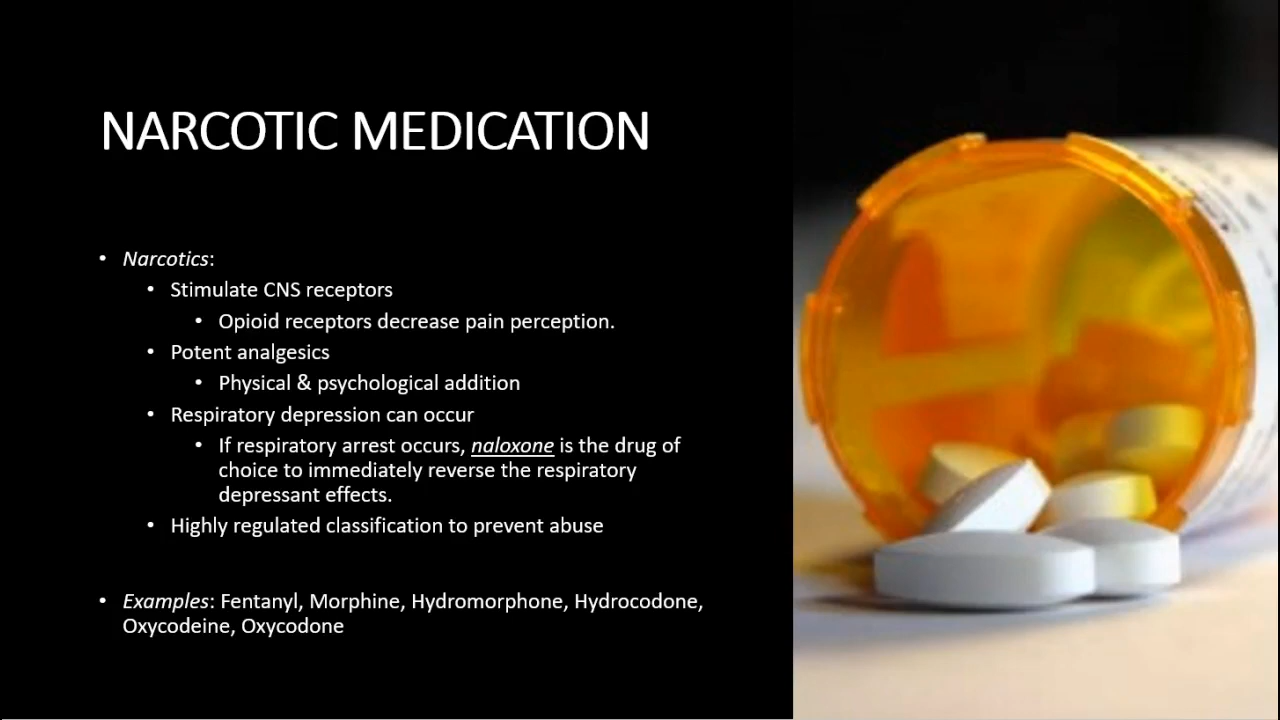 NARCOTIC MEDICATION
• Narcotics:
• Stimulate CNS receptors
• Opioid receptors decrease pain perception.
• Potent analgesics
• Physical & psychological addition
• Respiratory depression can occur
• If respiratory arrest occurs, naloxone is the drug of
choice to immediately reverse the respiratory
depressant effects.
• Highly regulated classification to prevent abuse
• Examples: Fentanyl, Morphine, Hydromorphone, Hydrocodone,
Oxycodeine, Oxycodone